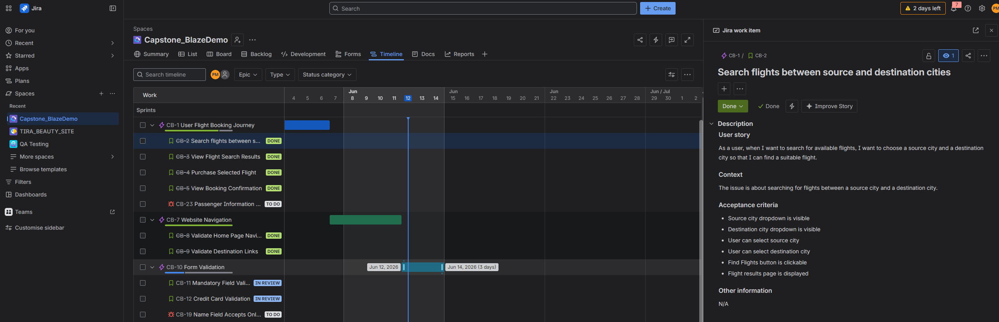 Jira
Search
Create
2 days left
7
PM
For you
Recent
Starred
Apps
Plans
Spaces
Recent
Capstone_BlazeDemo
TIRA_BEAUTY_SITE
QA Testing
More spaces
Browse templates
Filters
Dashboards
Teams
Customise sidebar
Spaces
Capstone_BlazeDemo
Summary List Board Backlog Development Forms Timeline Docs Reports
Search timeline PM Epic Type Status category
Work
Jun Jun Jun Jun / Jul
4 5 6 7 8 9 10 11 12 13 14 15 16 17 18 19 20 21 22 23 24 25 26 27 28 29 30 1 2
Sprints
CB-1 User Flight Booking Journey
CB-2 Search flights between s... DONE
CB-3 View Flight Search Results DONE
CB-4 Purchase Selected Flight DONE
CB-5 View Booking Confirmation DONE
CB-23 Passenger Information ... TO DO
CB-7 Website Navigation
CB-8 Validate Home Page Navi... DONE
CB-9 Validate Destination Links DONE
CB-10 Form Validation Jun 12, 2026 Jun 14, 2026 (3 days)
CB-11 Mandatory Field Vali... IN REVIEW
CB-12 Credit Card Validation IN REVIEW
CB-19 Name Field Accepts Onl... TO DO
Jira work item
CB-1 / CB-2
1
Search flights between source and destination cities
Done Done Improve Story
Description
User story
As a user, when I want to search for available flights, I want to choose a source city and a destination
city so that I can find a suitable flight.
Context
The issue is about searching for flights between a source city and a destination city.
Acceptance criteria
• Source city dropdown is visible
• Destination city dropdown is visible
• User can select source city
• User can select destination city
• Find Flights button is clickable
• Flight results page is displayed
Other information
N/A